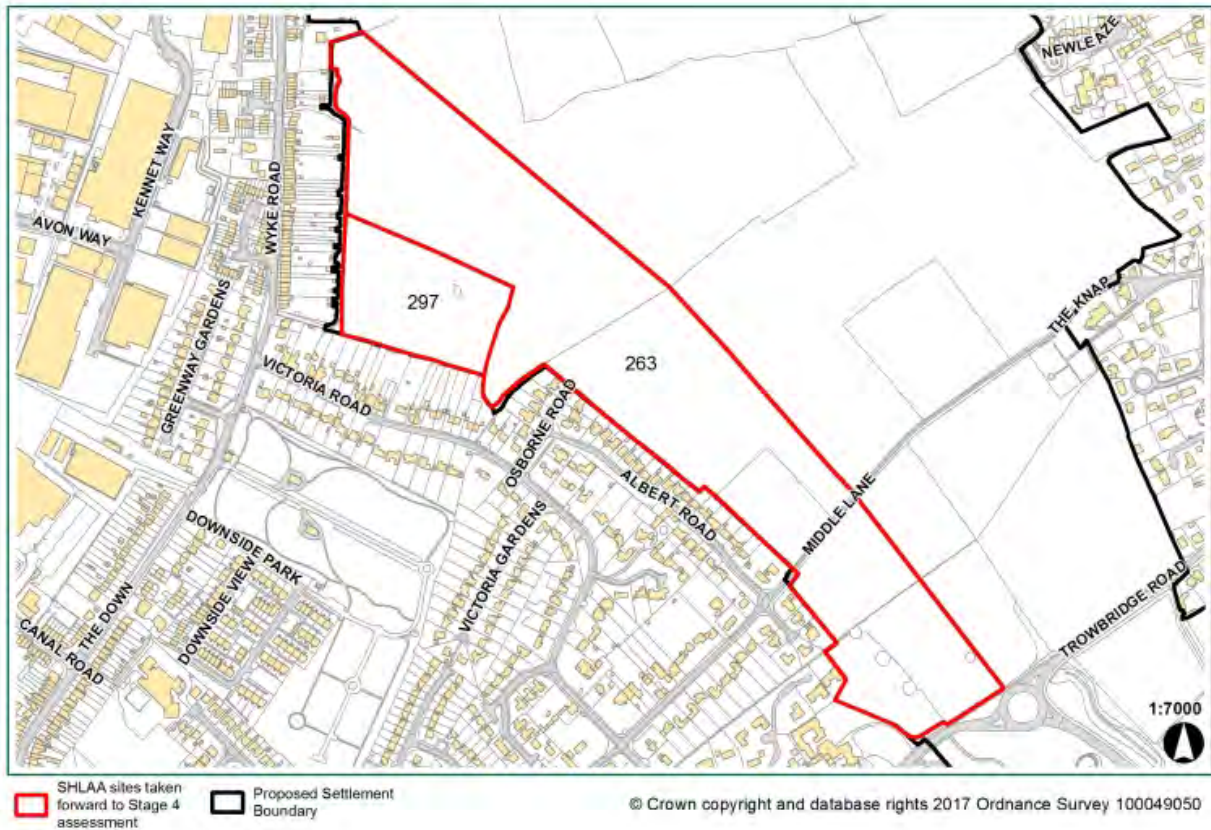 NEWLEAZE
KENNET WAY
WYKE ROAD
AVON WAY
GREENWAY GARDENS
297
THE KNAP
VICTORIA ROAD
263
OSBORNE ROAD
ALBERT ROAD
MIDDLE LANE
DOWNSIDE PARK
VICTORIA GARDENS
DOWNSIDE VIEW
TROWBRIDGE ROAD
THE DOWN
CANAL ROAD
1:7000
SHLAA sites taken
forward to Stage 4
assessment
Proposed Settlement
Boundary
© Crown copyright and database rights 2017 Ordnance Survey 100049050